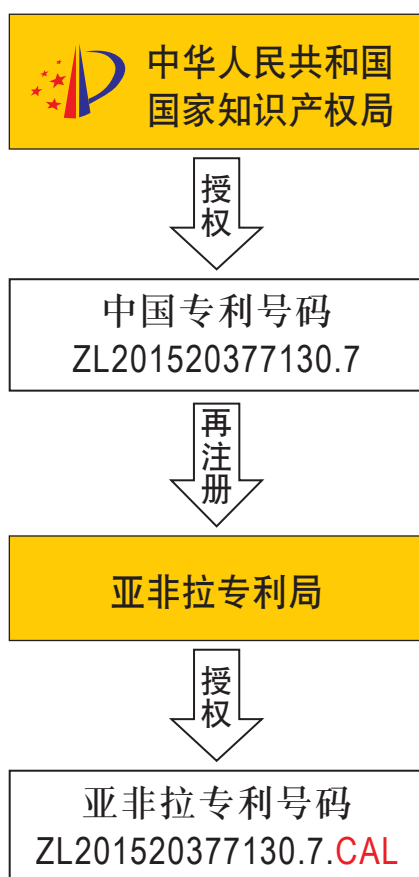 中华人民共和国
国家知识产权局
授权
中国专利号码
ZL201520377130.7
再注册
亚非拉专利局
授权
亚非拉专利号码
ZL201520377130.7.CAL